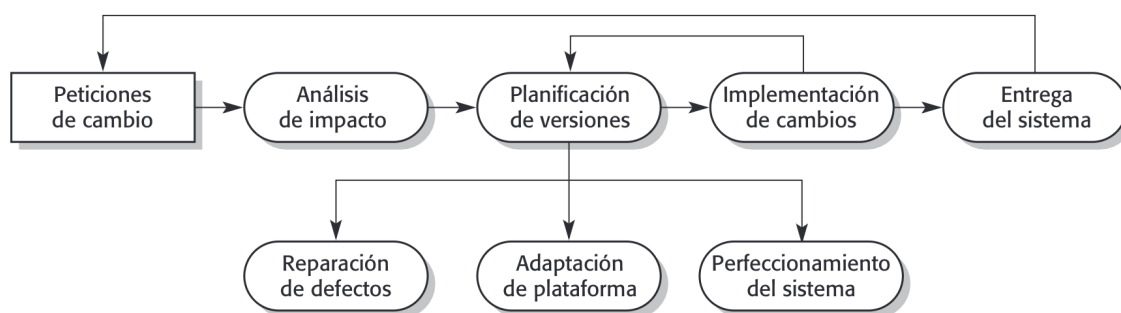 Peticiones
de cambio
Análisis
de impacto
Planificación
de versiones
Implementación
de cambios
Entrega
del sistema
Reparación
de defectos
Adaptación
de plataforma
Perfeccionamiento
del sistema